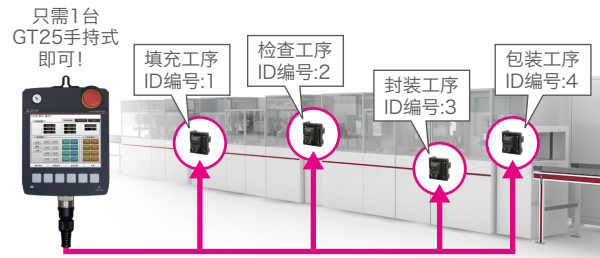 只需1台
GT25手持式
即可!
填充工序
ID编号:1
检查工序
ID编号:2
封装工序
ID编号:3
包装工序
ID编号:4